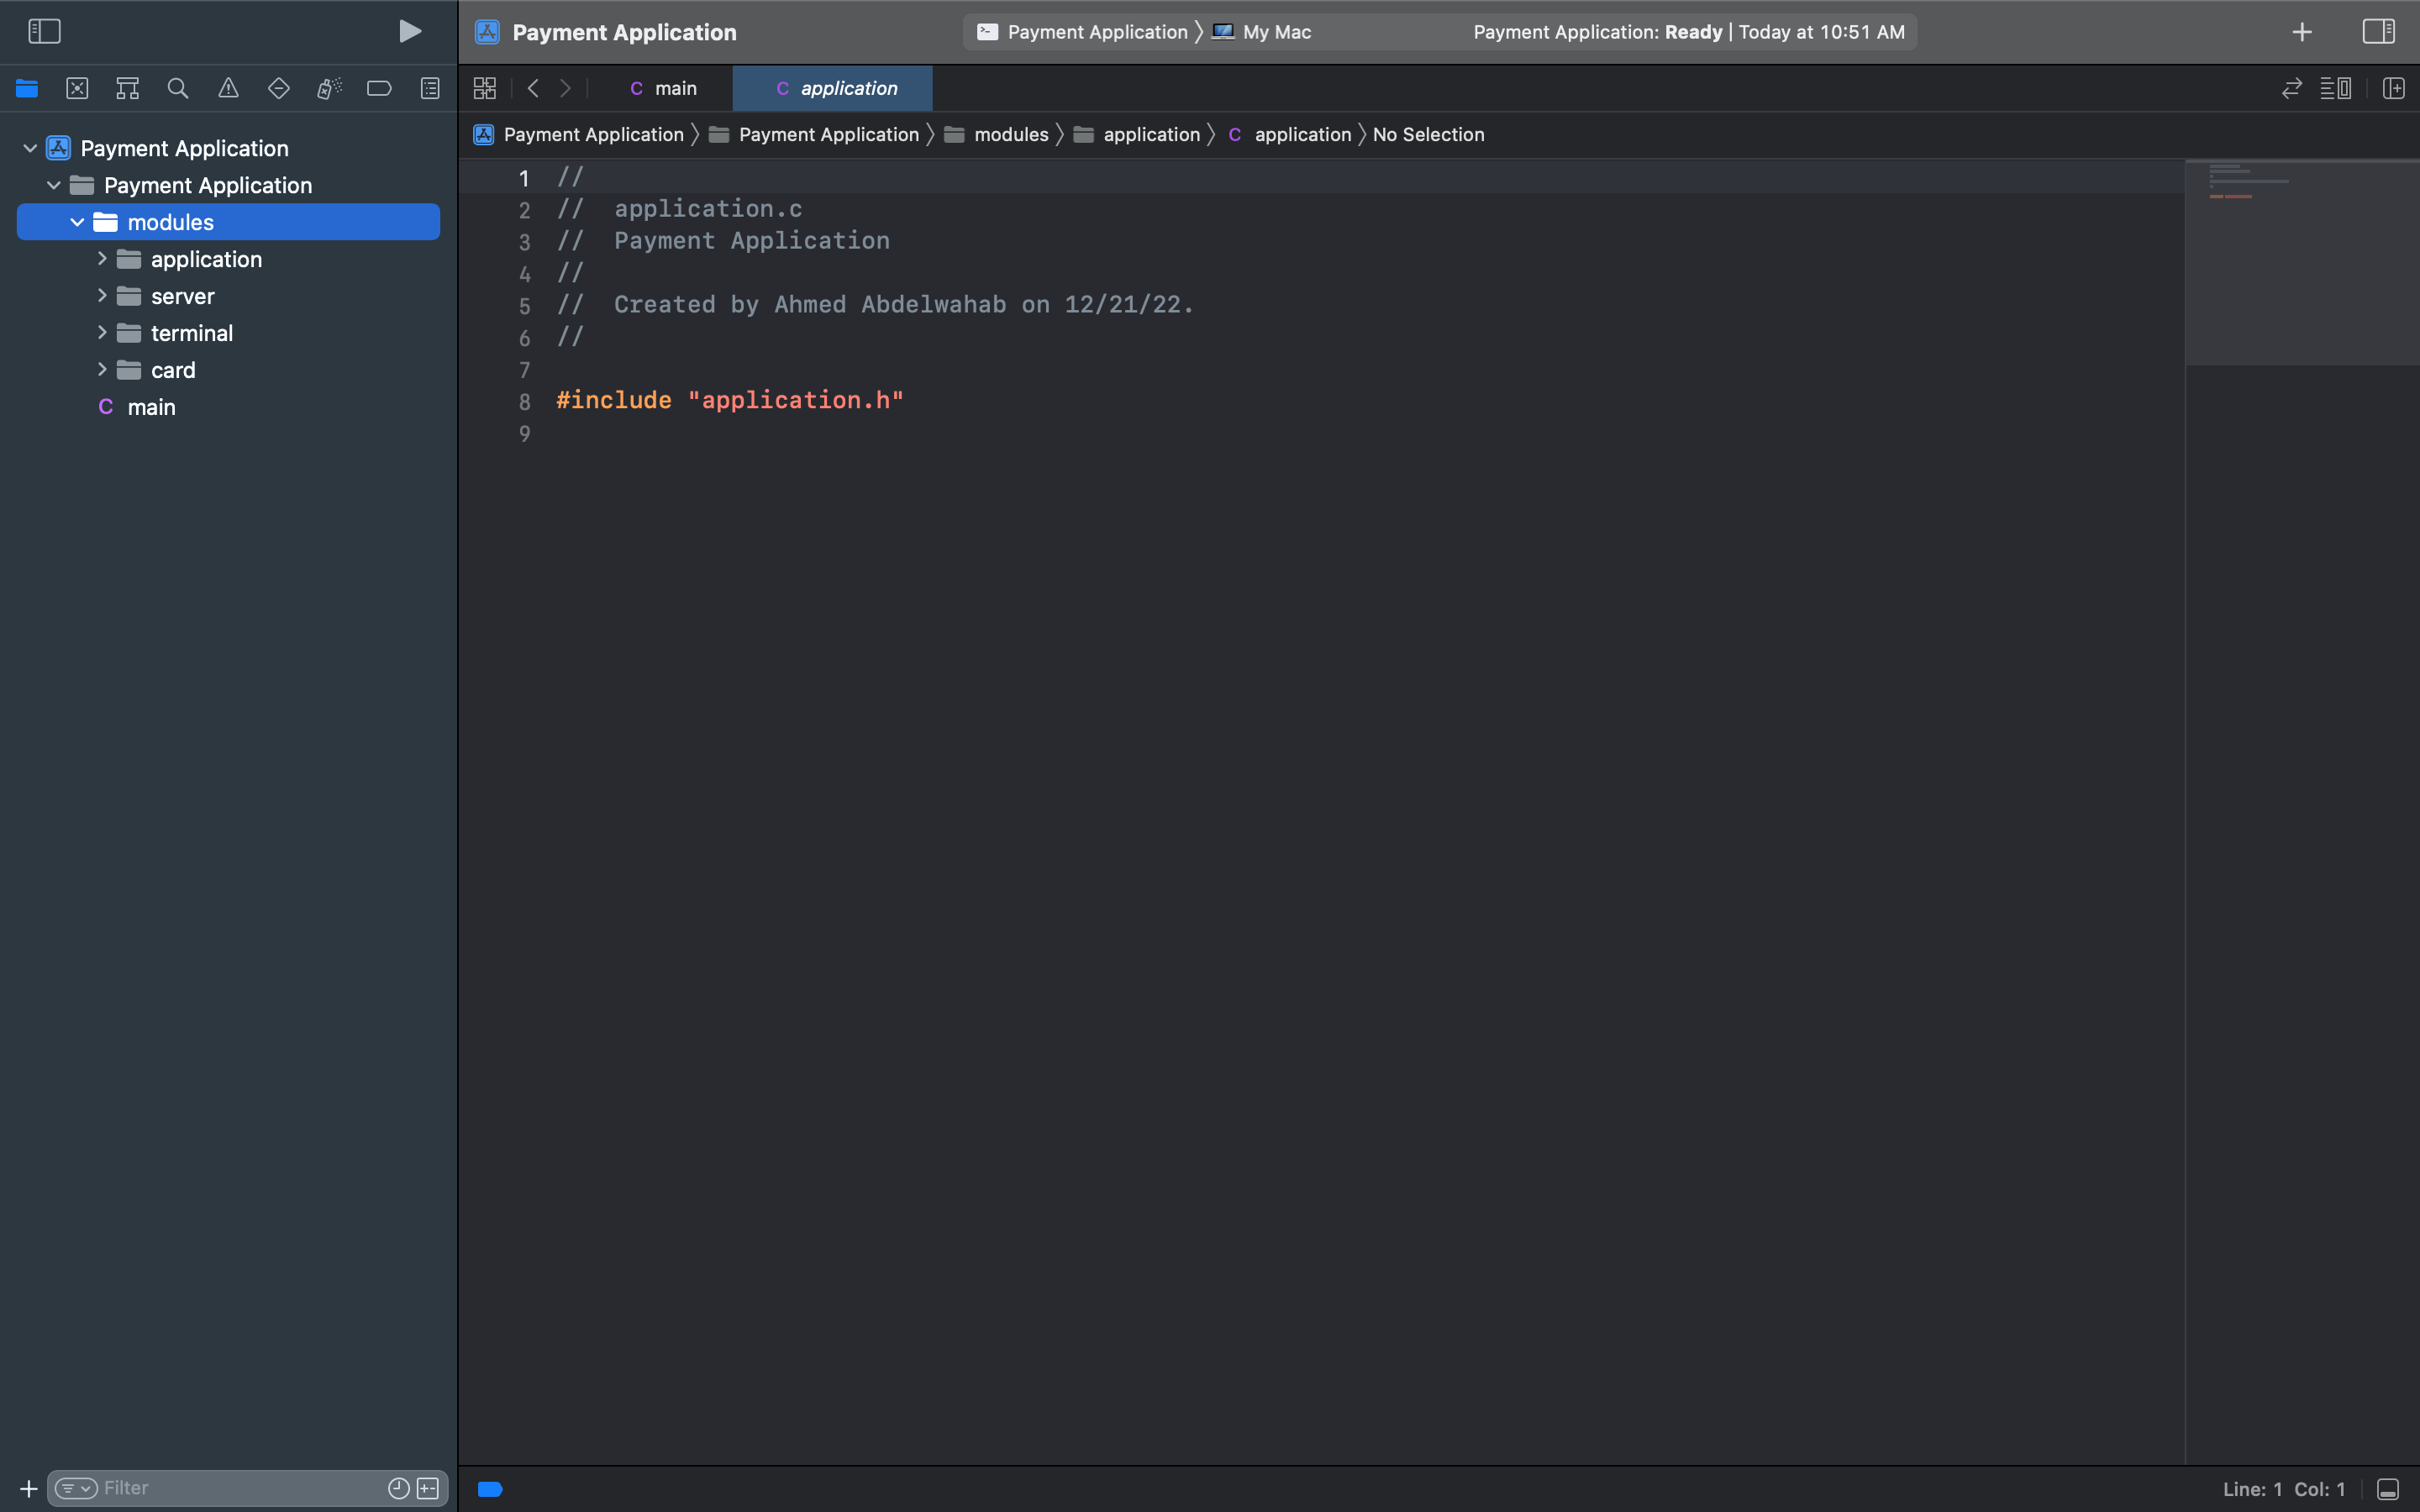 Payment Application
Payment Application
My Mac
Payment Application: Ready | Today at 10:51 AM
C main
C application
Payment Application
Payment Application
modules
application
C application
No Selection
Payment Application
Payment Application
modules
application
server
terminal
card
C main
1 //
2 //  application.c
3 //  Payment Application
4 //
5 //  Created by Ahmed Abdelwahab on 12/21/22.
6 //
7
8 #include "application.h"
9
Filter
Line: 1 Col: 1